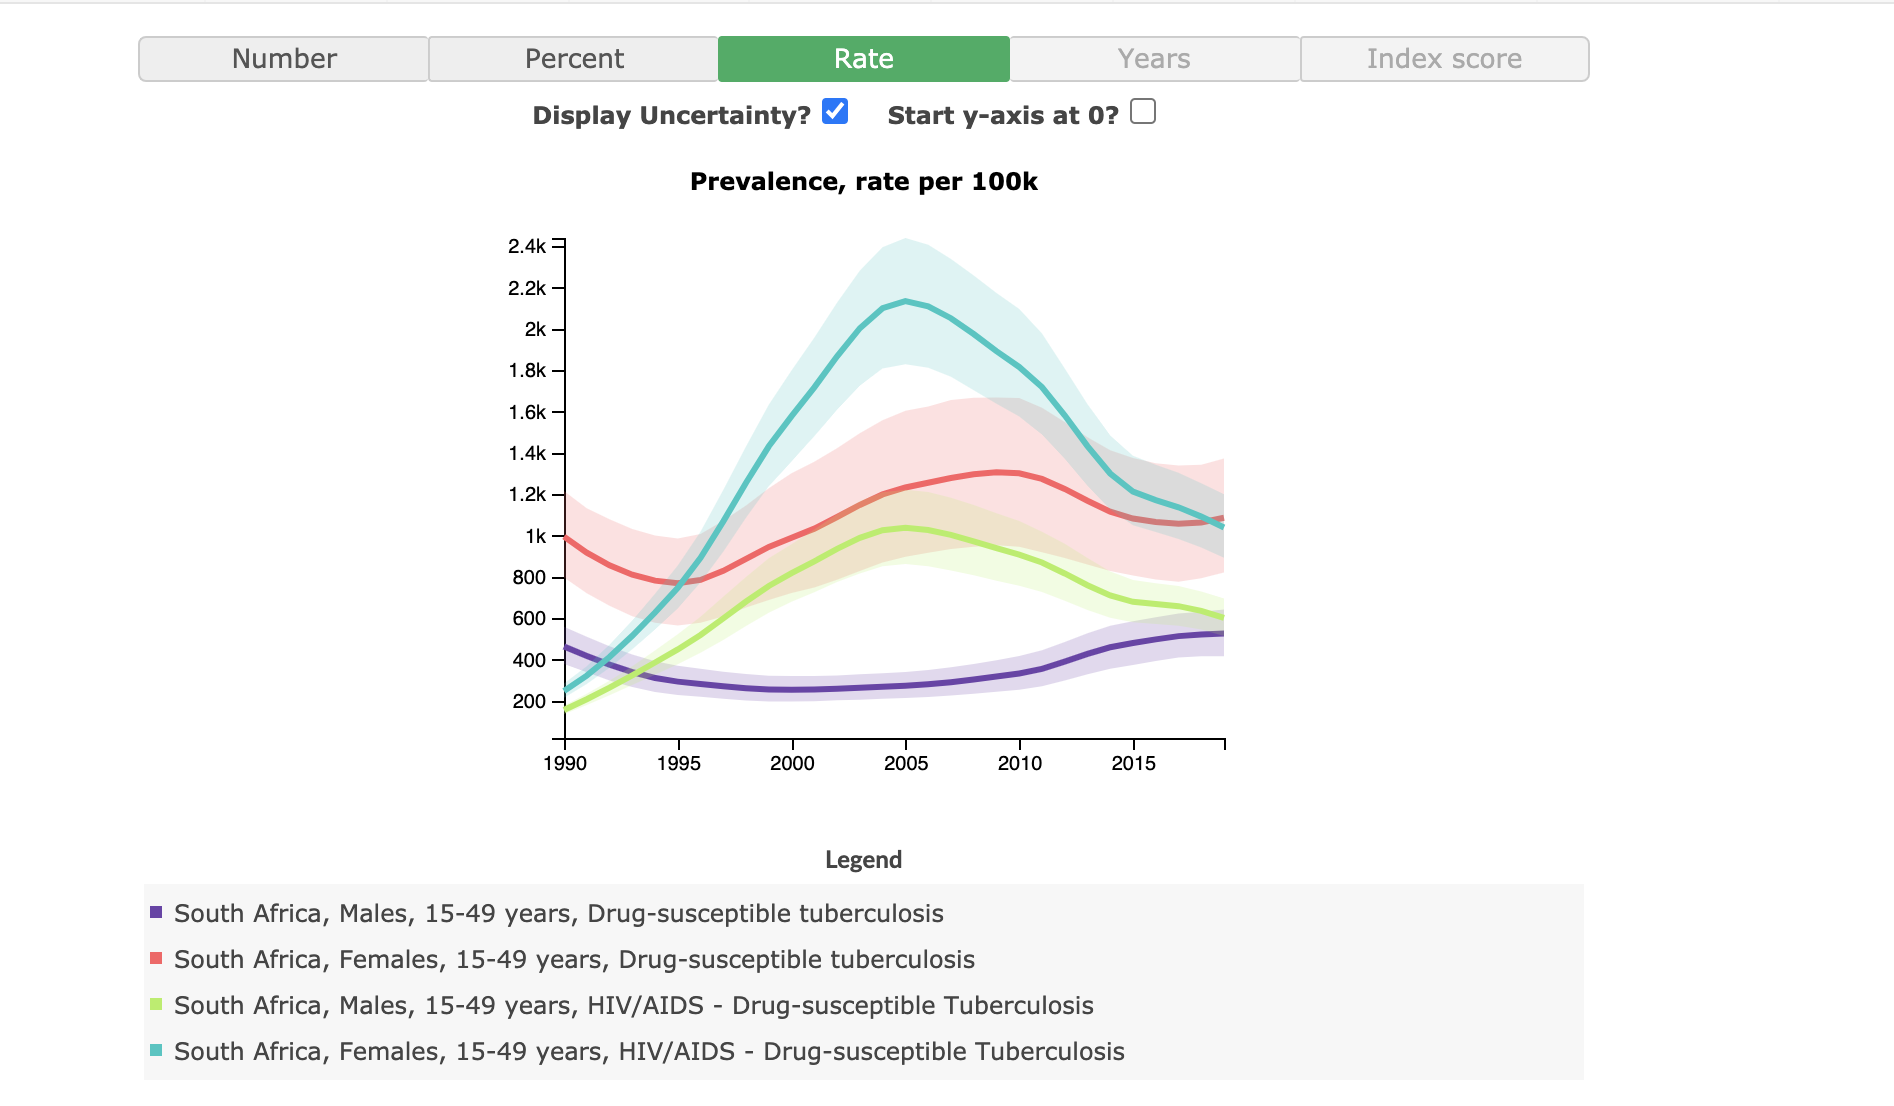 Number Percent Rate Years Index score
Display Uncertainty? Start y-axis at 0?
Prevalence, rate per 100k
2.4k
2.2k
2k
1.8k
1.6k
1.4k
1.2k
1k
800
600
400
200
1990 1995 2000 2005 2010 2015
Legend
South Africa, Males, 15-49 years, Drug-susceptible tuberculosis
South Africa, Females, 15-49 years, Drug-susceptible tuberculosis
South Africa, Males, 15-49 years, HIV/AIDS - Drug-susceptible Tuberculosis
South Africa, Females, 15-49 years, HIV/AIDS - Drug-susceptible Tuberculosis